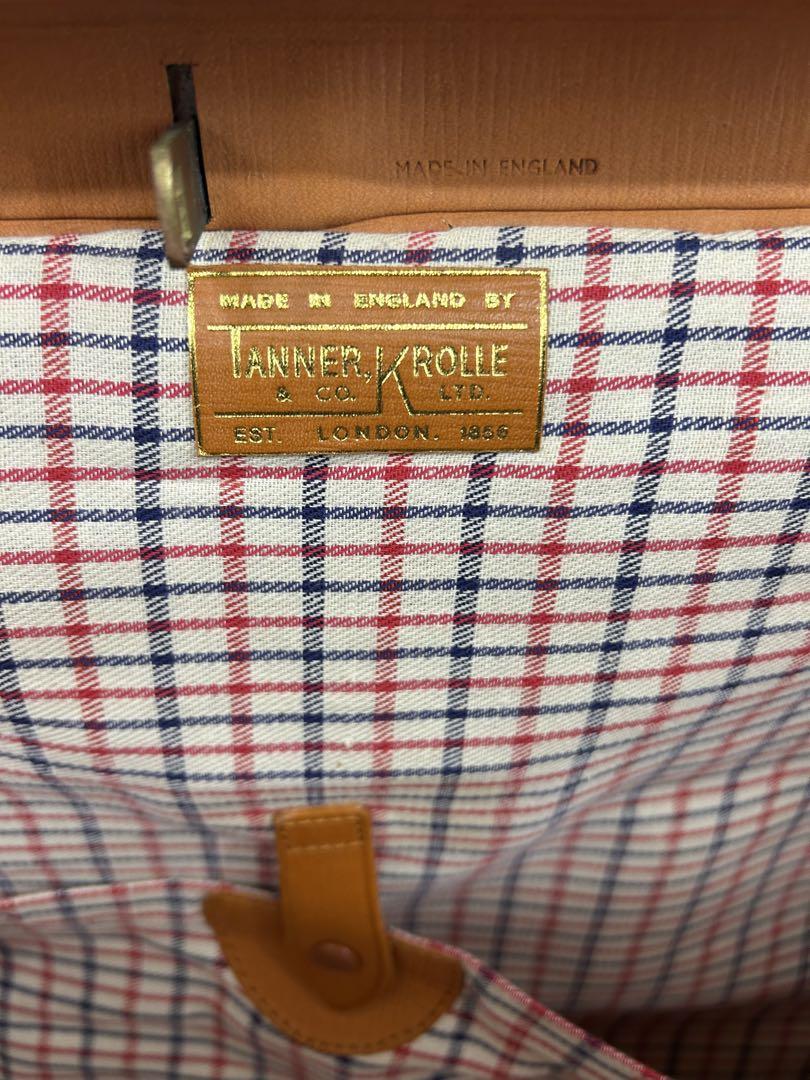 MADE IN ENGLAND
MADE IN ENGLAND BY
TANNER, KROLLE
& CO. LTD.
EST. LONDON. 1856